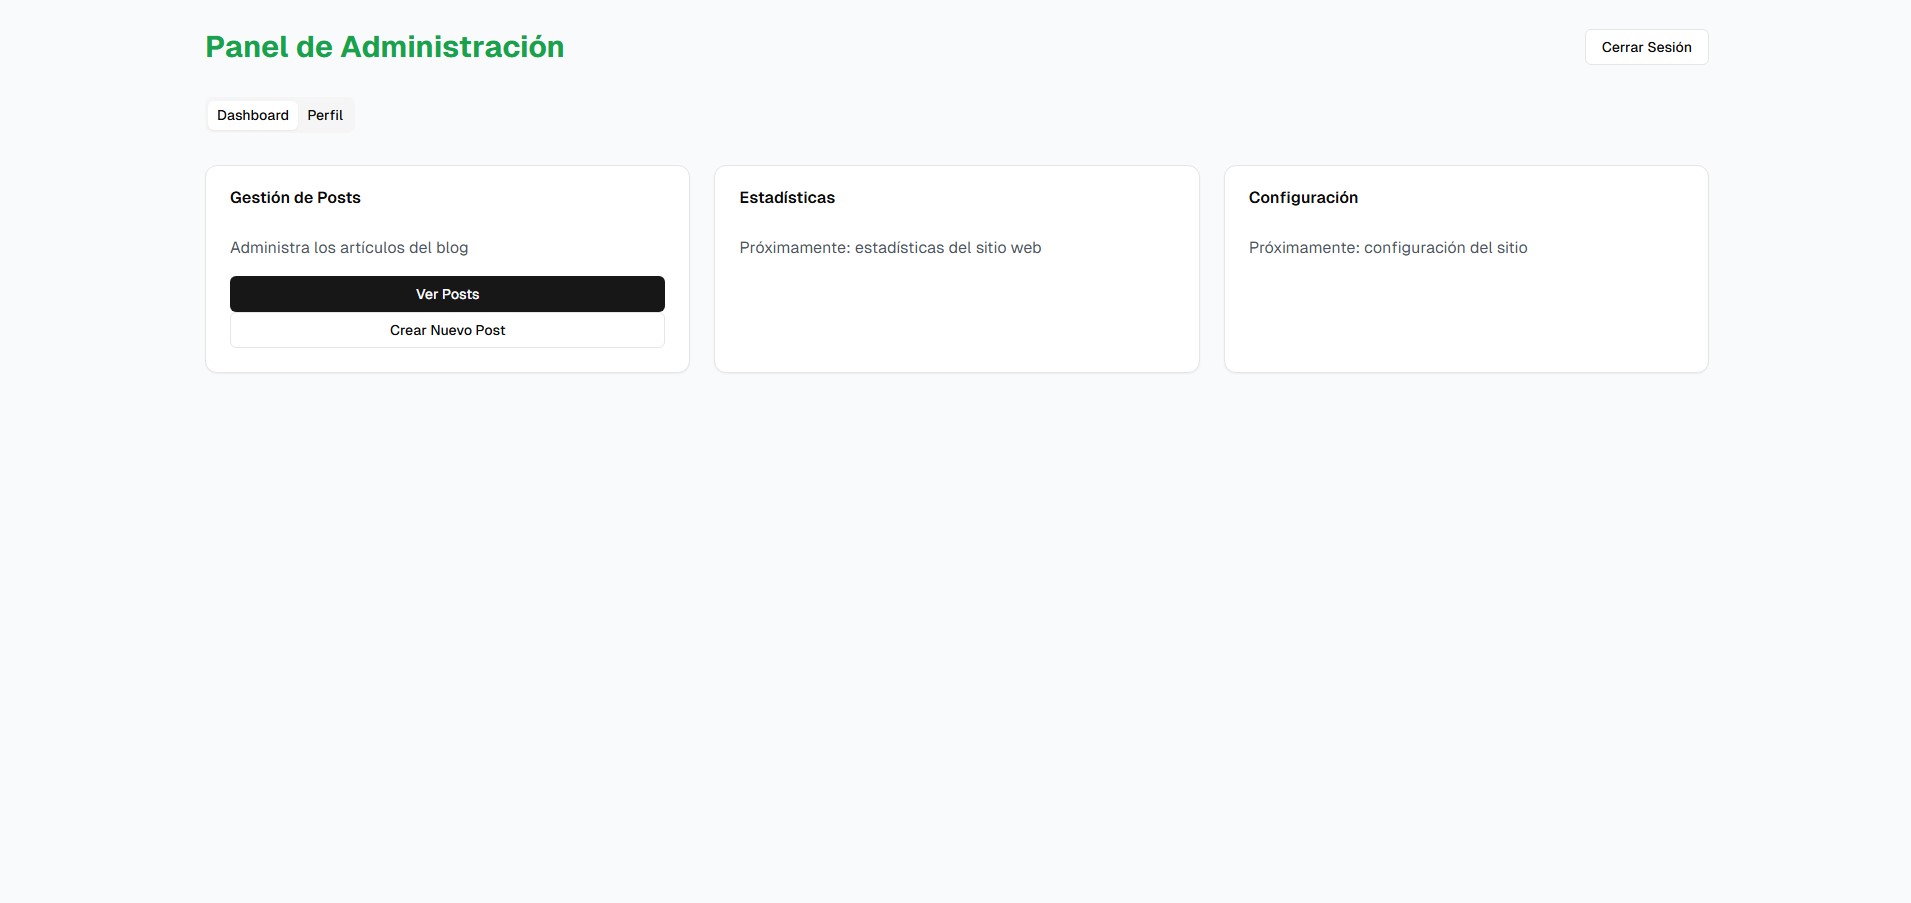 Panel de Administración
Cerrar Sesión
Dashboard
Perfil
Gestión de Posts
Administra los artículos del blog
Ver Posts
Crear Nuevo Post
Estadísticas
Próximamente: estadísticas del sitio web
Configuración
Próximamente: configuración del sitio